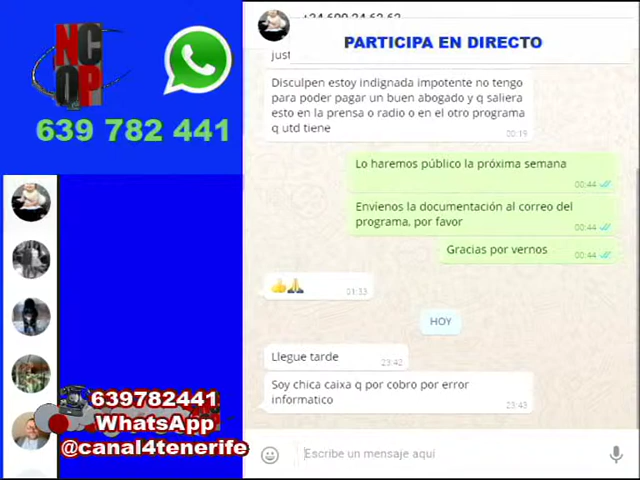 NC
OP
639 782 441
PARTICIPA EN DIRECTO
Disculpen estoy indignada impotente no tengo
para poder pagar un buen abogado y q saliera
esto en la prensa o radio o en el otro programa
q utd tiene
00:19
Lo haremos público la próxima semana
00:44
Envíenos la documentación al correo del
programa, por favor
00:44
Gracias por vernos
00:44
01:33
HOY
Llegue tarde
23:42
Soy chica caixa q por cobro por error
informatico
23:43
Escribe un mensaje aquí
639782441
WhatsApp
@canal4tenerife